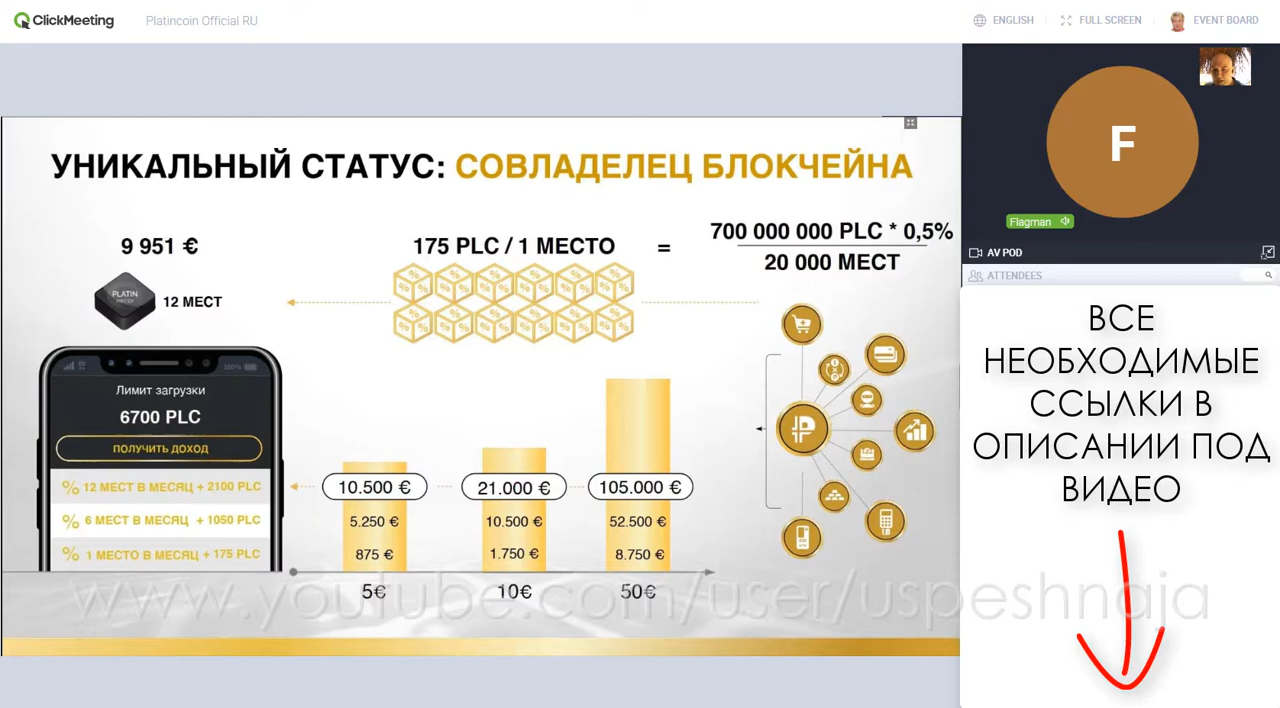 ClickMeeting
Platincoin Official RU
ENGLISH
FULL SCREEN
EVENT BOARD
УНИКАЛЬНЫЙ СТАТУС: СОВЛАДЕЛЕЦ БЛОКЧЕЙНА
9 951 €
PLATIN
12 МЕСТ
175 PLC / 1 МЕСТО
=
700 000 000 PLC * 0,5%
20 000 МЕСТ
Лимит загрузки
6700 PLC
ПОЛУЧИТЬ ДОХОД
% 12 МЕСТ В МЕСЯЦ + 2100 PLC
% 6 МЕСТ В МЕСЯЦ + 1050 PLC
% 1 МЕСТО В МЕСЯЦ + 175 PLC
10.500 €
21.000 €
105.000 €
5.250 €
10.500 €
52.500 €
875 €
1.750 €
8.750 €
5€
10€
50€
www.youtube.com/user/uspeshnaja
F
Flagman
AV POD
ATTENDEES
ВСЕ
НЕОБХОДИМЫЕ
ССЫЛКИ В
ОПИСАНИИ ПОД
ВИДЕО